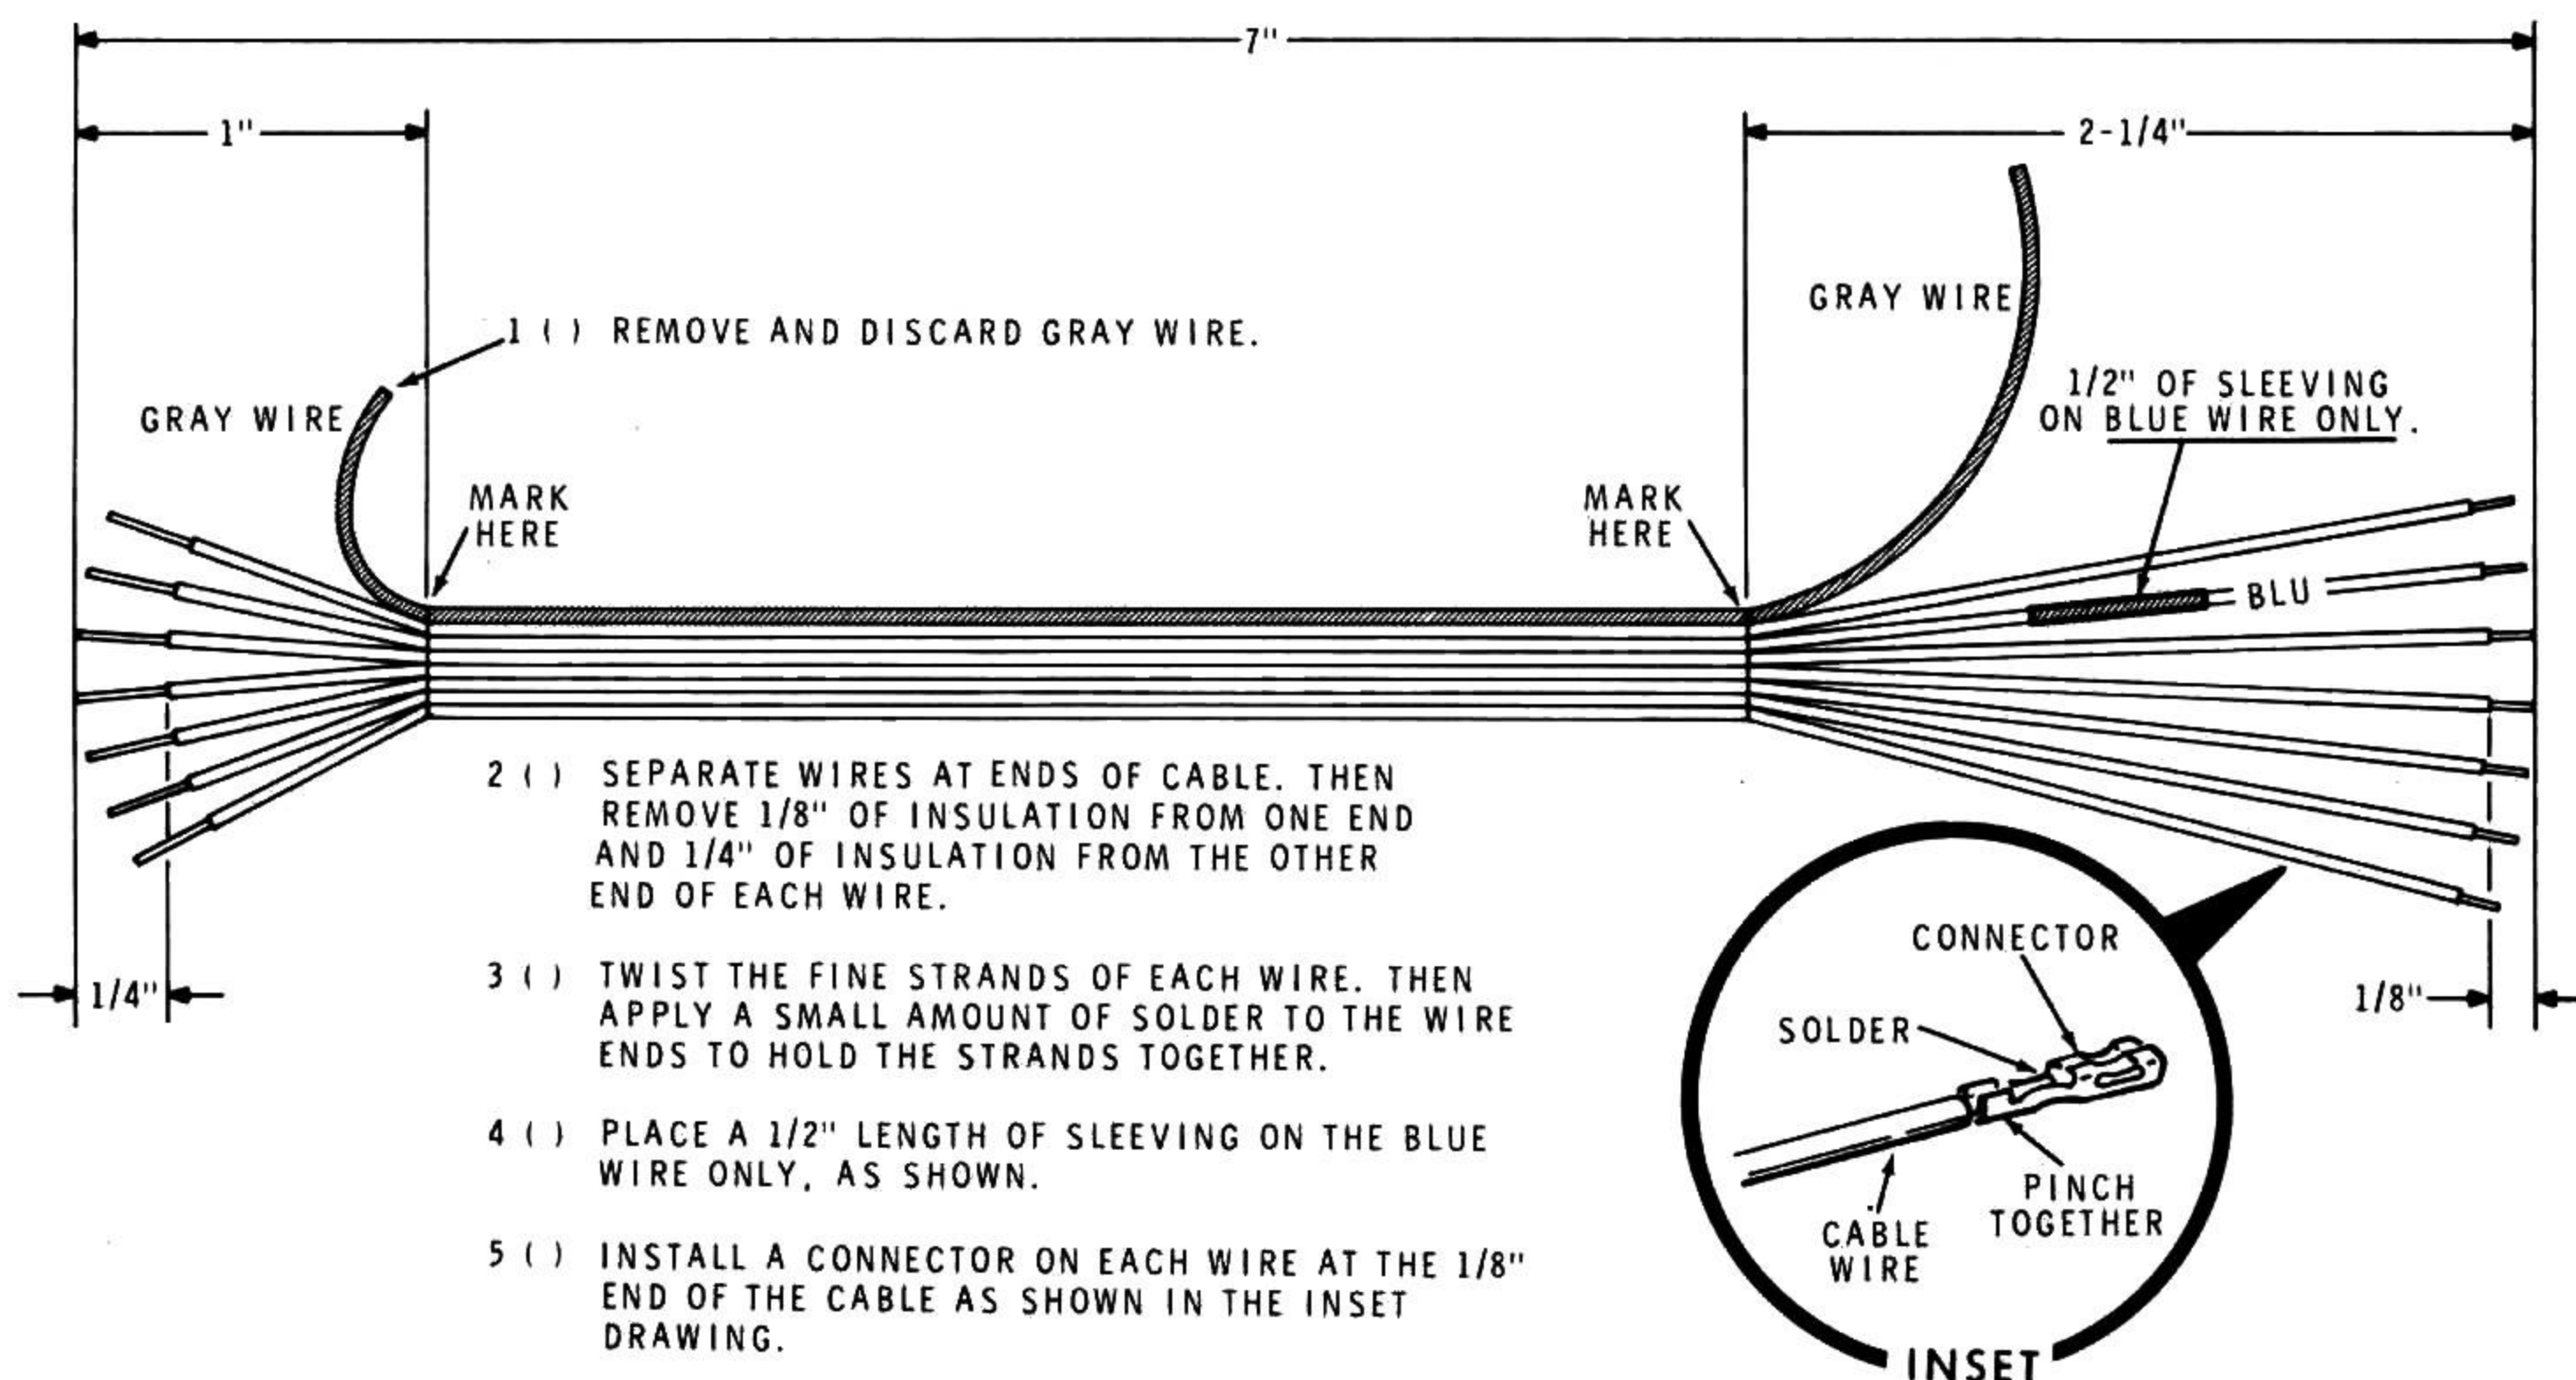 7"
1"
2-1/4"
GRAY WIRE
1 ( ) REMOVE AND DISCARD GRAY WIRE.
1/2" OF SLEEVING
ON BLUE WIRE ONLY.
GRAY WIRE
MARK
HERE
MARK
HERE
BLU
2 ( ) SEPARATE WIRES AT ENDS OF CABLE. THEN
REMOVE 1/8" OF INSULATION FROM ONE END
AND 1/4" OF INSULATION FROM THE OTHER
END OF EACH WIRE.
3 ( ) TWIST THE FINE STRANDS OF EACH WIRE. THEN
APPLY A SMALL AMOUNT OF SOLDER TO THE WIRE
ENDS TO HOLD THE STRANDS TOGETHER.
4 ( ) PLACE A 1/2" LENGTH OF SLEEVING ON THE BLUE
WIRE ONLY, AS SHOWN.
5 ( ) INSTALL A CONNECTOR ON EACH WIRE AT THE 1/8"
END OF THE CABLE AS SHOWN IN THE INSET
DRAWING.
1/4"
1/8"
CONNECTOR
SOLDER
PINCH
TOGETHER
CABLE
WIRE
INSET